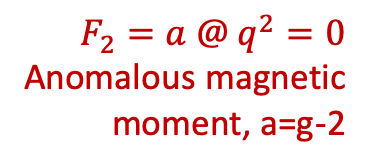 F₂ = a @ q² = 0
Anomalous magnetic
moment, a=g-2